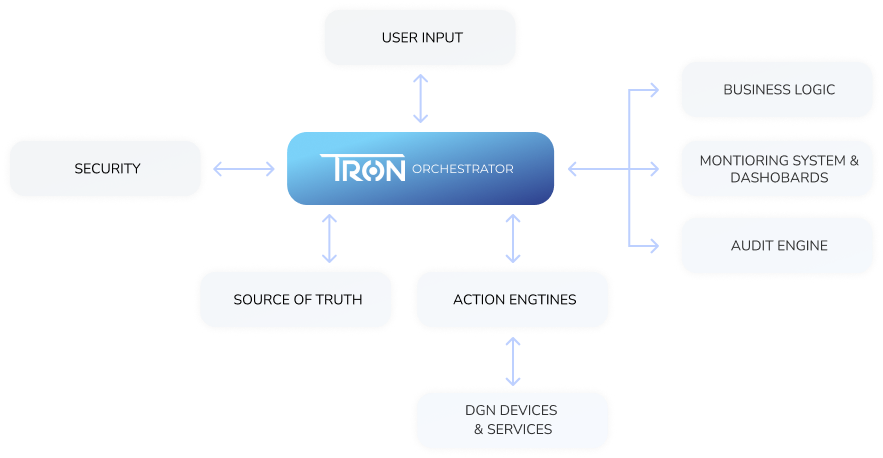 USER INPUT
BUSINESS LOGIC
SECURITY
TRON ORCHESTRATOR
MONTIORING SYSTEM &
DASHOBARDS
AUDIT ENGINE
SOURCE OF TRUTH
ACTION ENGTINES
DGN DEVICES
& SERVICES